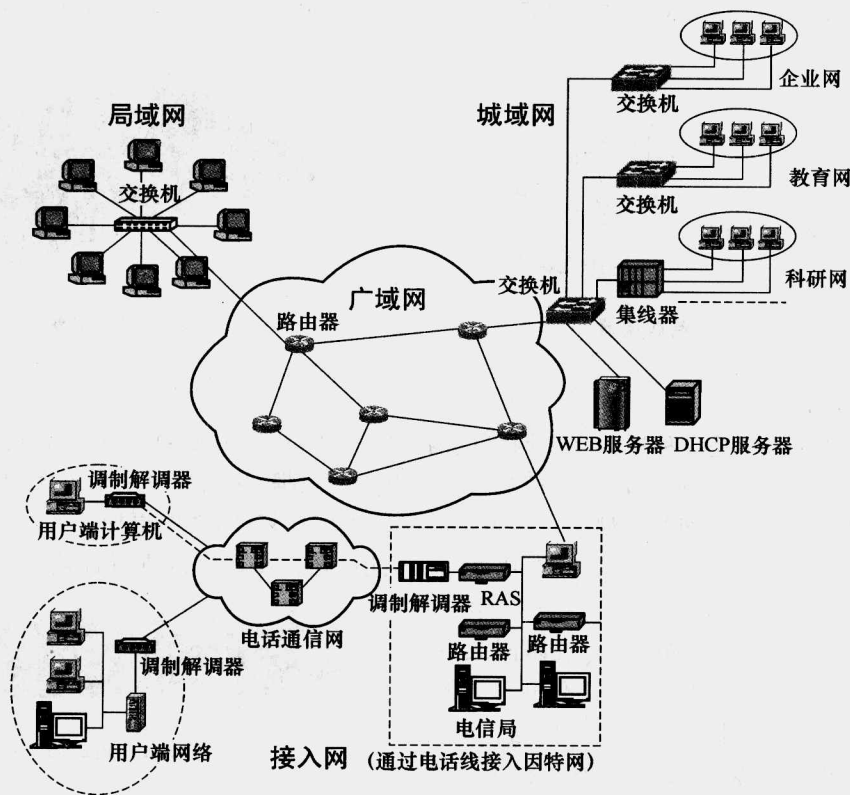 企业网
交换机
局域网
城域网
交换机
教育网
交换机
科研网
交换机
广域网
集线器
路由器
WEB服务器
DHCP服务器
调制解调器
用户端计算机
调制解调器
RAS
电话通信网
路由器
路由器
调制解调器
电信局
用户端网络
接入网
(通过电话线接入因特网)